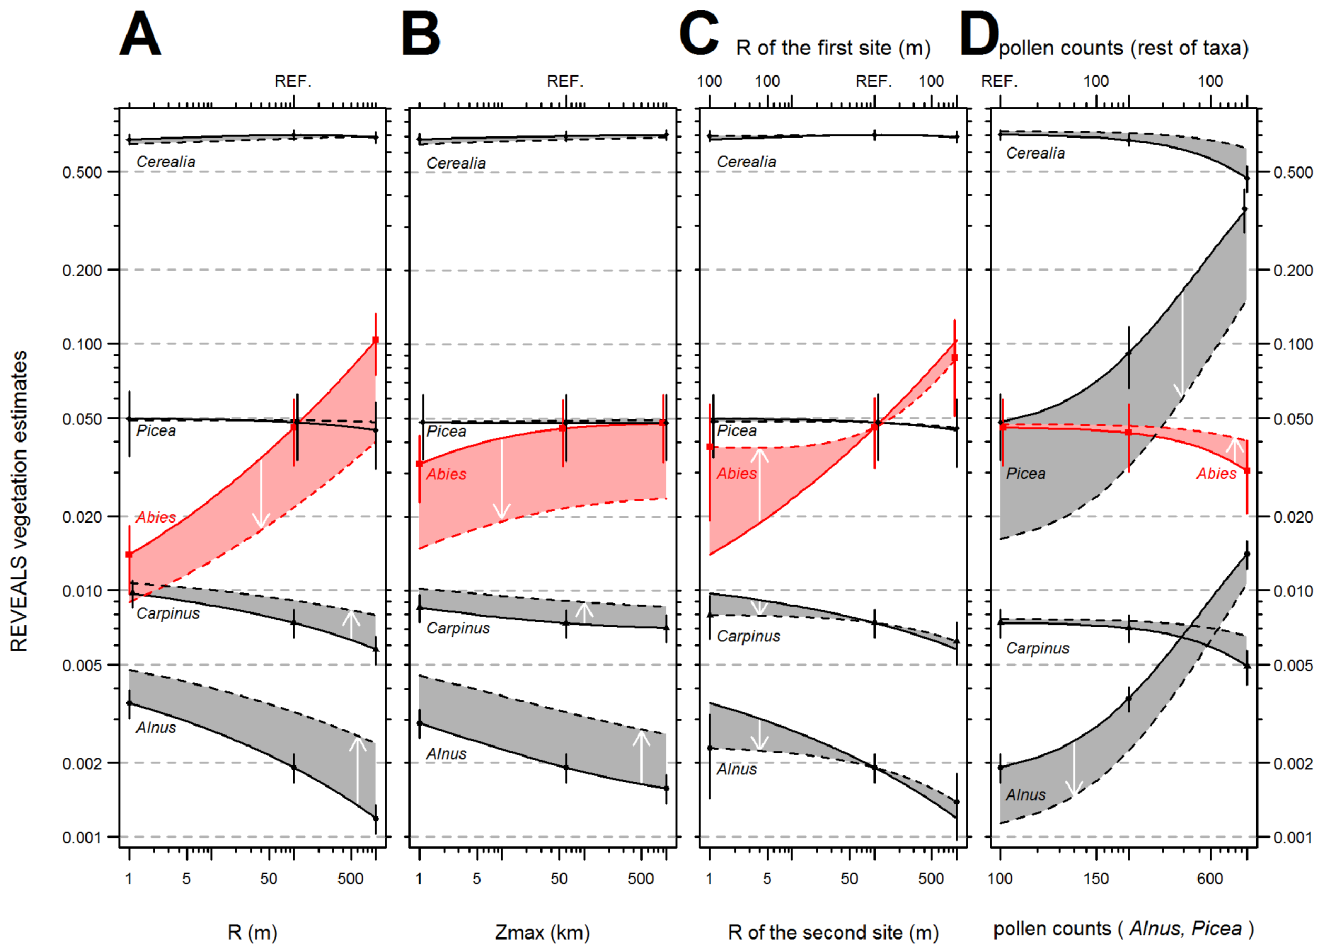 A
B
C
D
R of the first site (m)
pollen counts (rest of taxa)
REF.
REF.
100 100 REF. 100
REF. 100 100
Cerealia
Cerealia
Cerealia
Cerealia
0.500
0.200
0.100
0.050
0.020
0.010
0.005
0.002
0.001
0.500
0.200
0.100
0.050
0.020
0.010
0.005
0.002
0.001
Picea
Picea
Picea
Picea
Abies
Abies
Abies
Abies
Carpinus
Carpinus
Carpinus
Carpinus
Alnus
Alnus
Alnus
Alnus
REVEALS vegetation estimates
1 5 50 500
1 5 50 500
1 5 50 500
100 150 600
R (m)
Zmax (km)
R of the second site (m)
pollen counts ( Alnus, Picea )